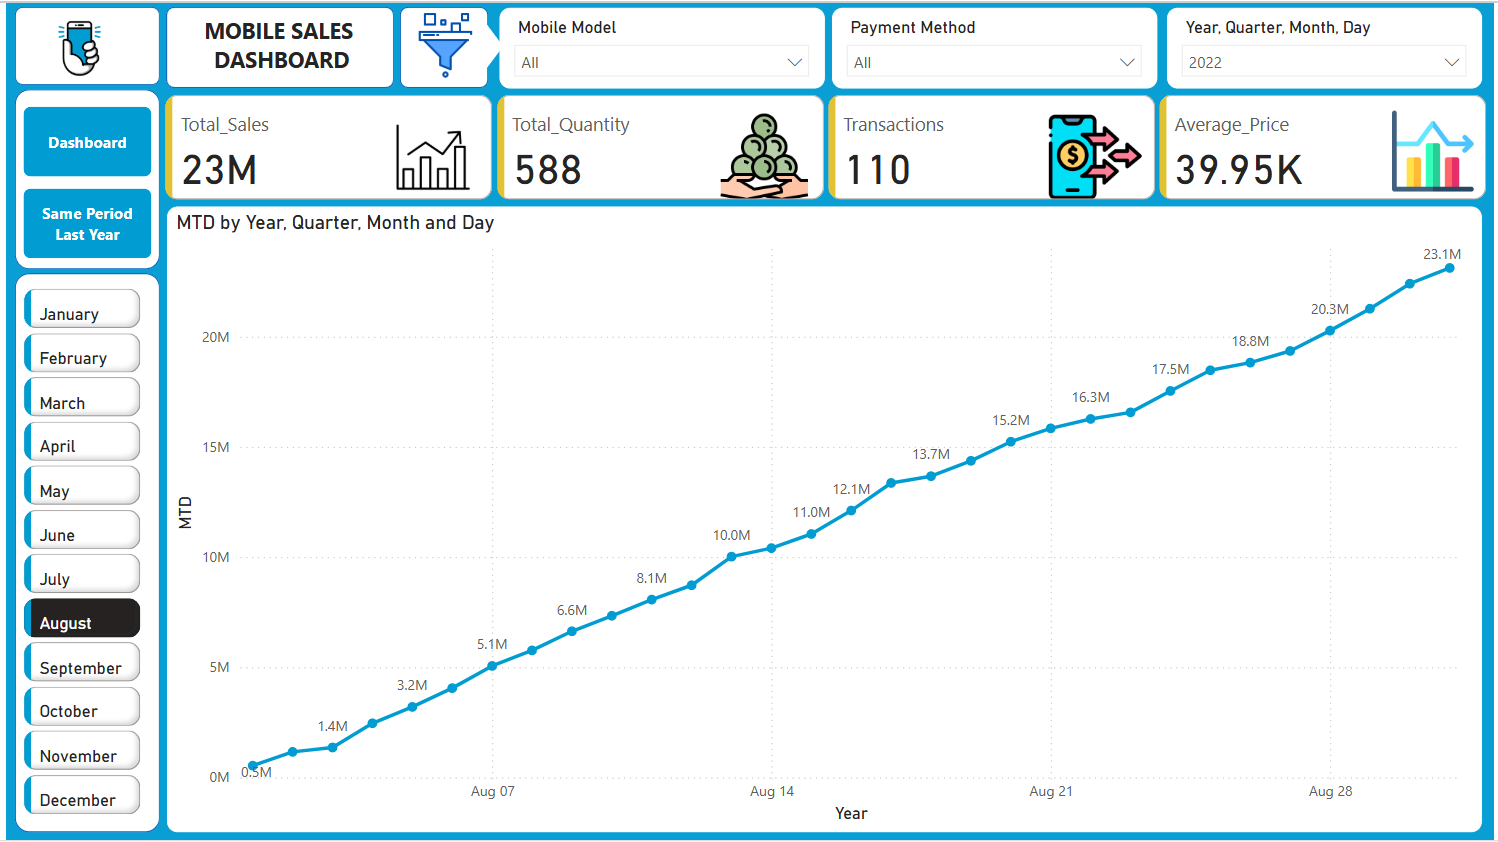 MOBILE SALES
DASHBOARD
Mobile Model
All
Payment Method
All
Year, Quarter, Month, Day
2022
Dashboard
Same Period
Last Year
January
February
March
April
May
June
July
August
September
October
November
December
Total_Sales
23M
Total_Quantity
588
Transactions
110
$
Average_Price
39.95K
MTD by Year, Quarter, Month and Day
MTD
20M
15M
10M
5M
0M
0.5M
1.4M
3.2M
5.1M
6.6M
8.1M
10.0M
11.0M
12.1M
13.7M
15.2M
16.3M
17.5M
18.8M
20.3M
23.1M
Aug 07
Aug 14
Aug 21
Aug 28
Year